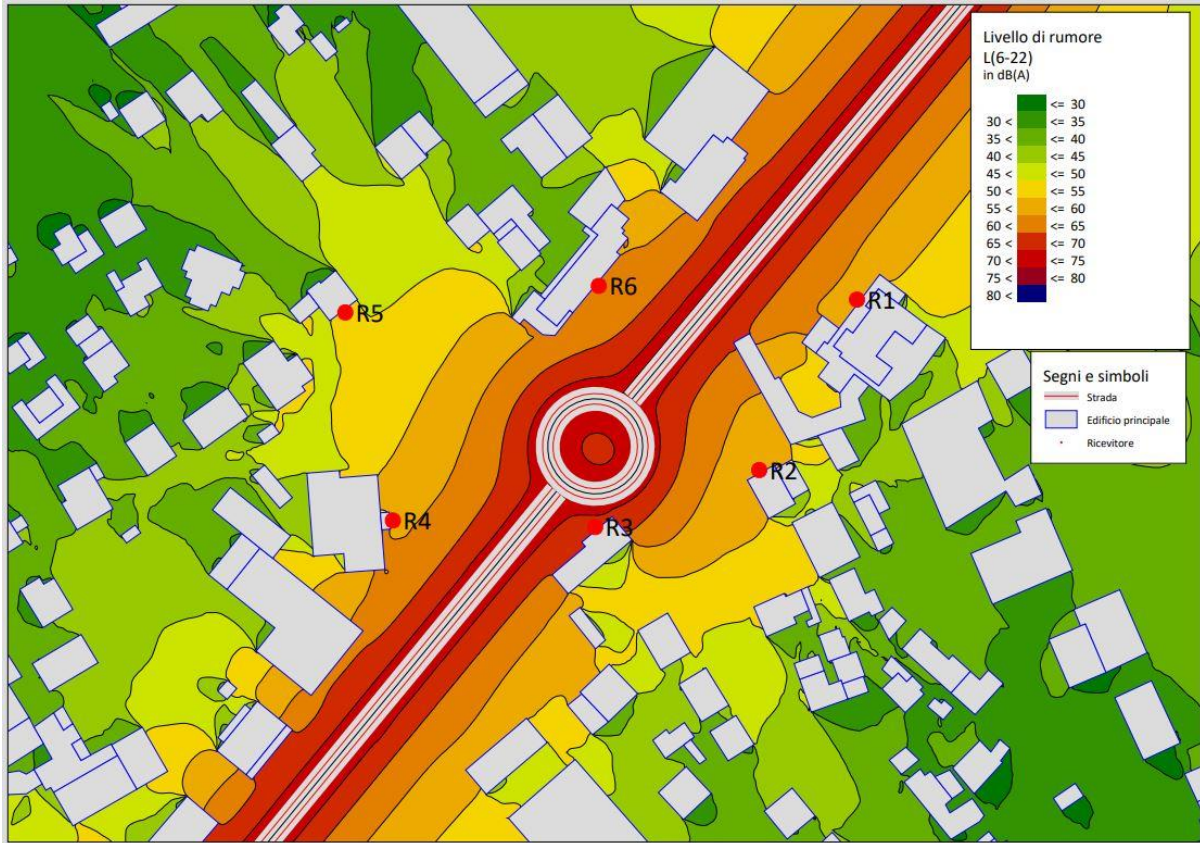 Livello di rumore
L(6-22)
in dB(A)
<= 30
30 < <= 35
35 < <= 40
40 < <= 45
45 < <= 50
50 < <= 55
55 < <= 60
60 < <= 65
65 < <= 70
70 < <= 75
75 < <= 80
80 <
Segni e simboli
Strada
Edificio principale
Ricevitore
R6
R1
R5
R2
R4
R3